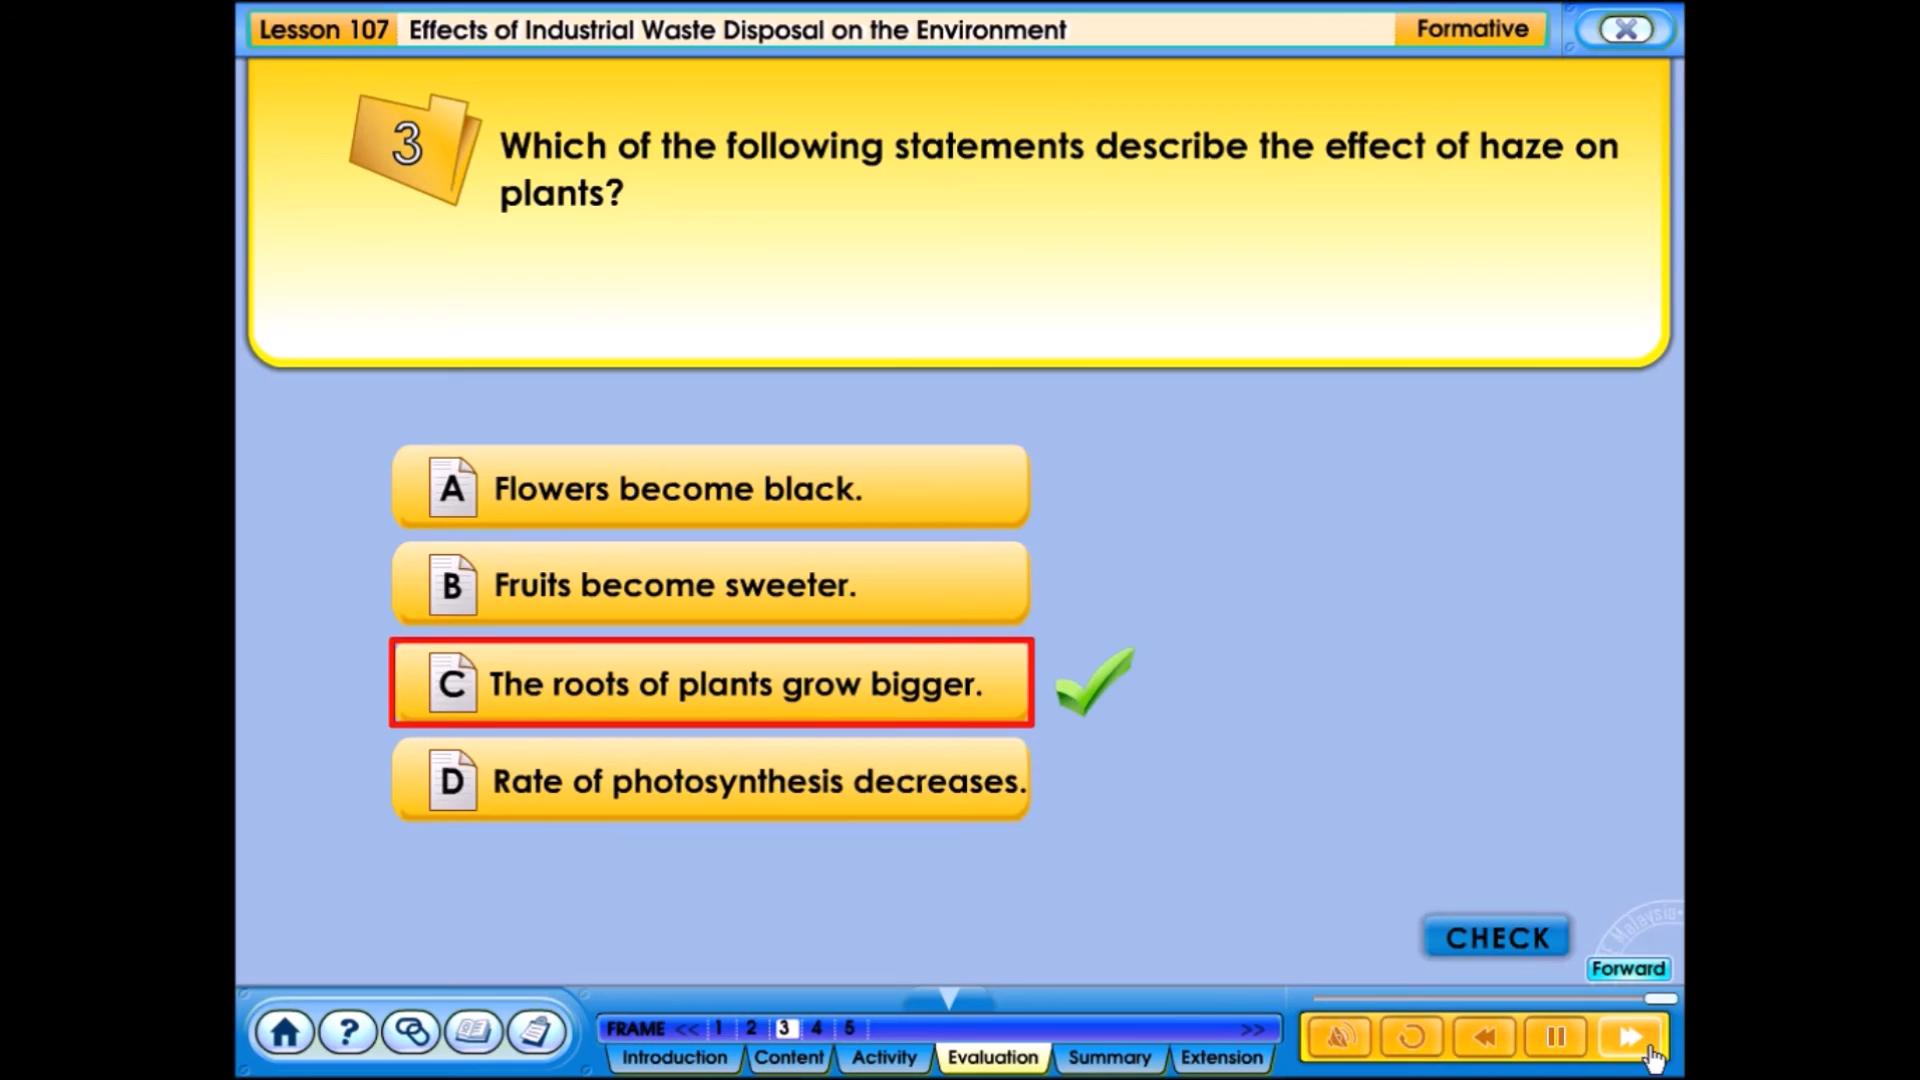 Lesson 107 Effects of Industrial Waste Disposal on the Environment Formative
3 Which of the following statements describe the effect of haze on
plants?
A Flowers become black.
B Fruits become sweeter.
C The roots of plants grow bigger.
D Rate of photosynthesis decreases.
CHECK
Malaysia
Forward
?
FRAME << 1 2 3 4 5 >>
Introduction Content Activity Evaluation Summary Extension